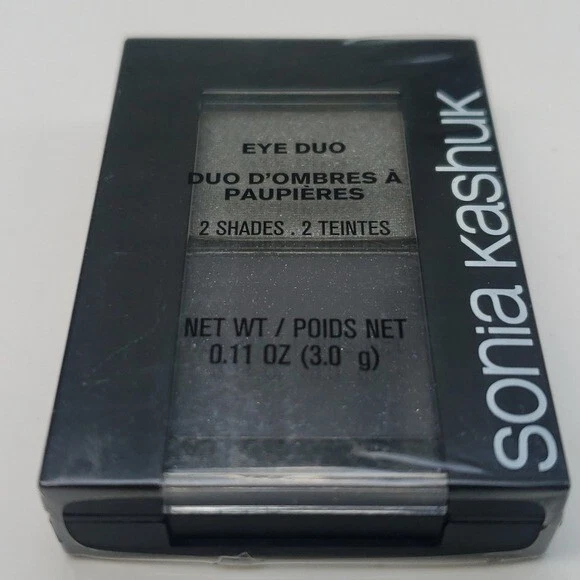 EYE DUO
DUO D'OMBRES À
PAUPIÈRES
2 SHADES . 2 TEINTES
NET WT / POIDS NET
0.11 OZ (3.0 g)
sonia kashuk